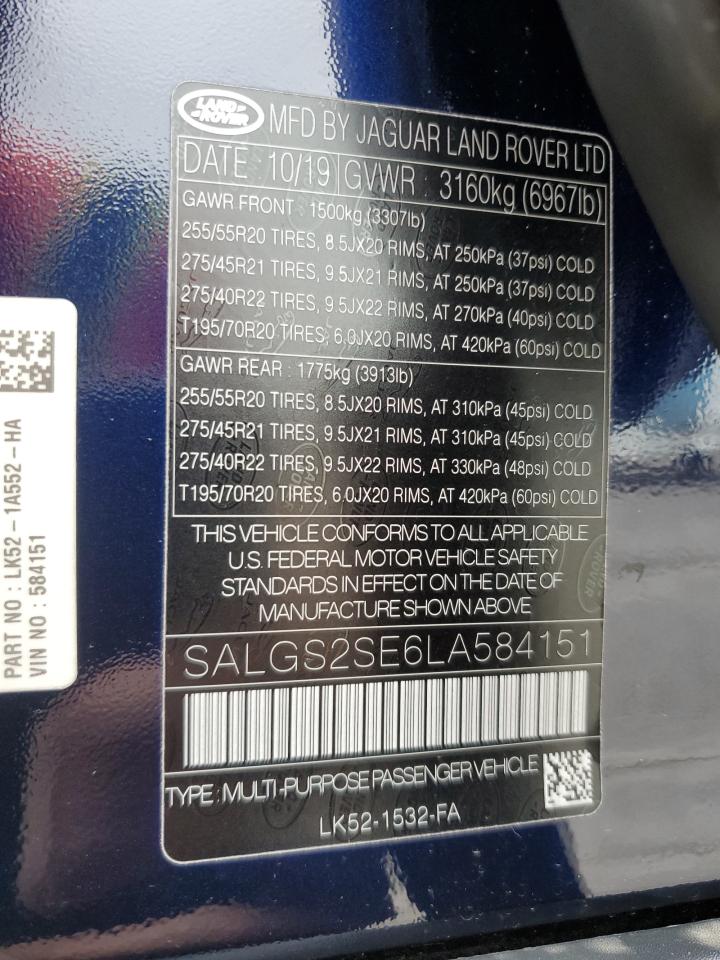 LAND ROVER
MFD BY JAGUAR LAND ROVER LTD
DATE 10/19 GVWR : 3160kg (6967lb)
GAWR FRONT : 1500kg (3307lb)
255/55R20 TIRES, 8.5JX20 RIMS, AT 250kPa (37psi) COLD
275/45R21 TIRES, 9.5JX21 RIMS, AT 250kPa (37psi) COLD
275/40R22 TIRES, 9.5JX22 RIMS, AT 270kPa (40psi) COLD
T195/70R20 TIRES, 6.0JX20 RIMS, AT 420kPa (60psi) COLD
GAWR REAR : 1775kg (3913lb)
255/55R20 TIRES, 8.5JX20 RIMS, AT 310kPa (45psi) COLD
275/45R21 TIRES, 9.5JX21 RIMS, AT 310kPa (45psi) COLD
275/40R22 TIRES, 9.5JX22 RIMS, AT 330kPa (48psi) COLD
T195/70R20 TIRES, 6.0JX20 RIMS, AT 420kPa (60psi) COLD
THIS VEHICLE CONFORMS TO ALL APPLICABLE
U.S. FEDERAL MOTOR VEHICLE SAFETY
STANDARDS IN EFFECT ON THE DATE OF
MANUFACTURE SHOWN ABOVE
SALGS2SE6LA584151
TYPE : MULTI-PURPOSE PASSENGER VEHICLE
LK52-1532-FA
PART NO : LK52 - 1A552 - HA
VIN NO : 584151